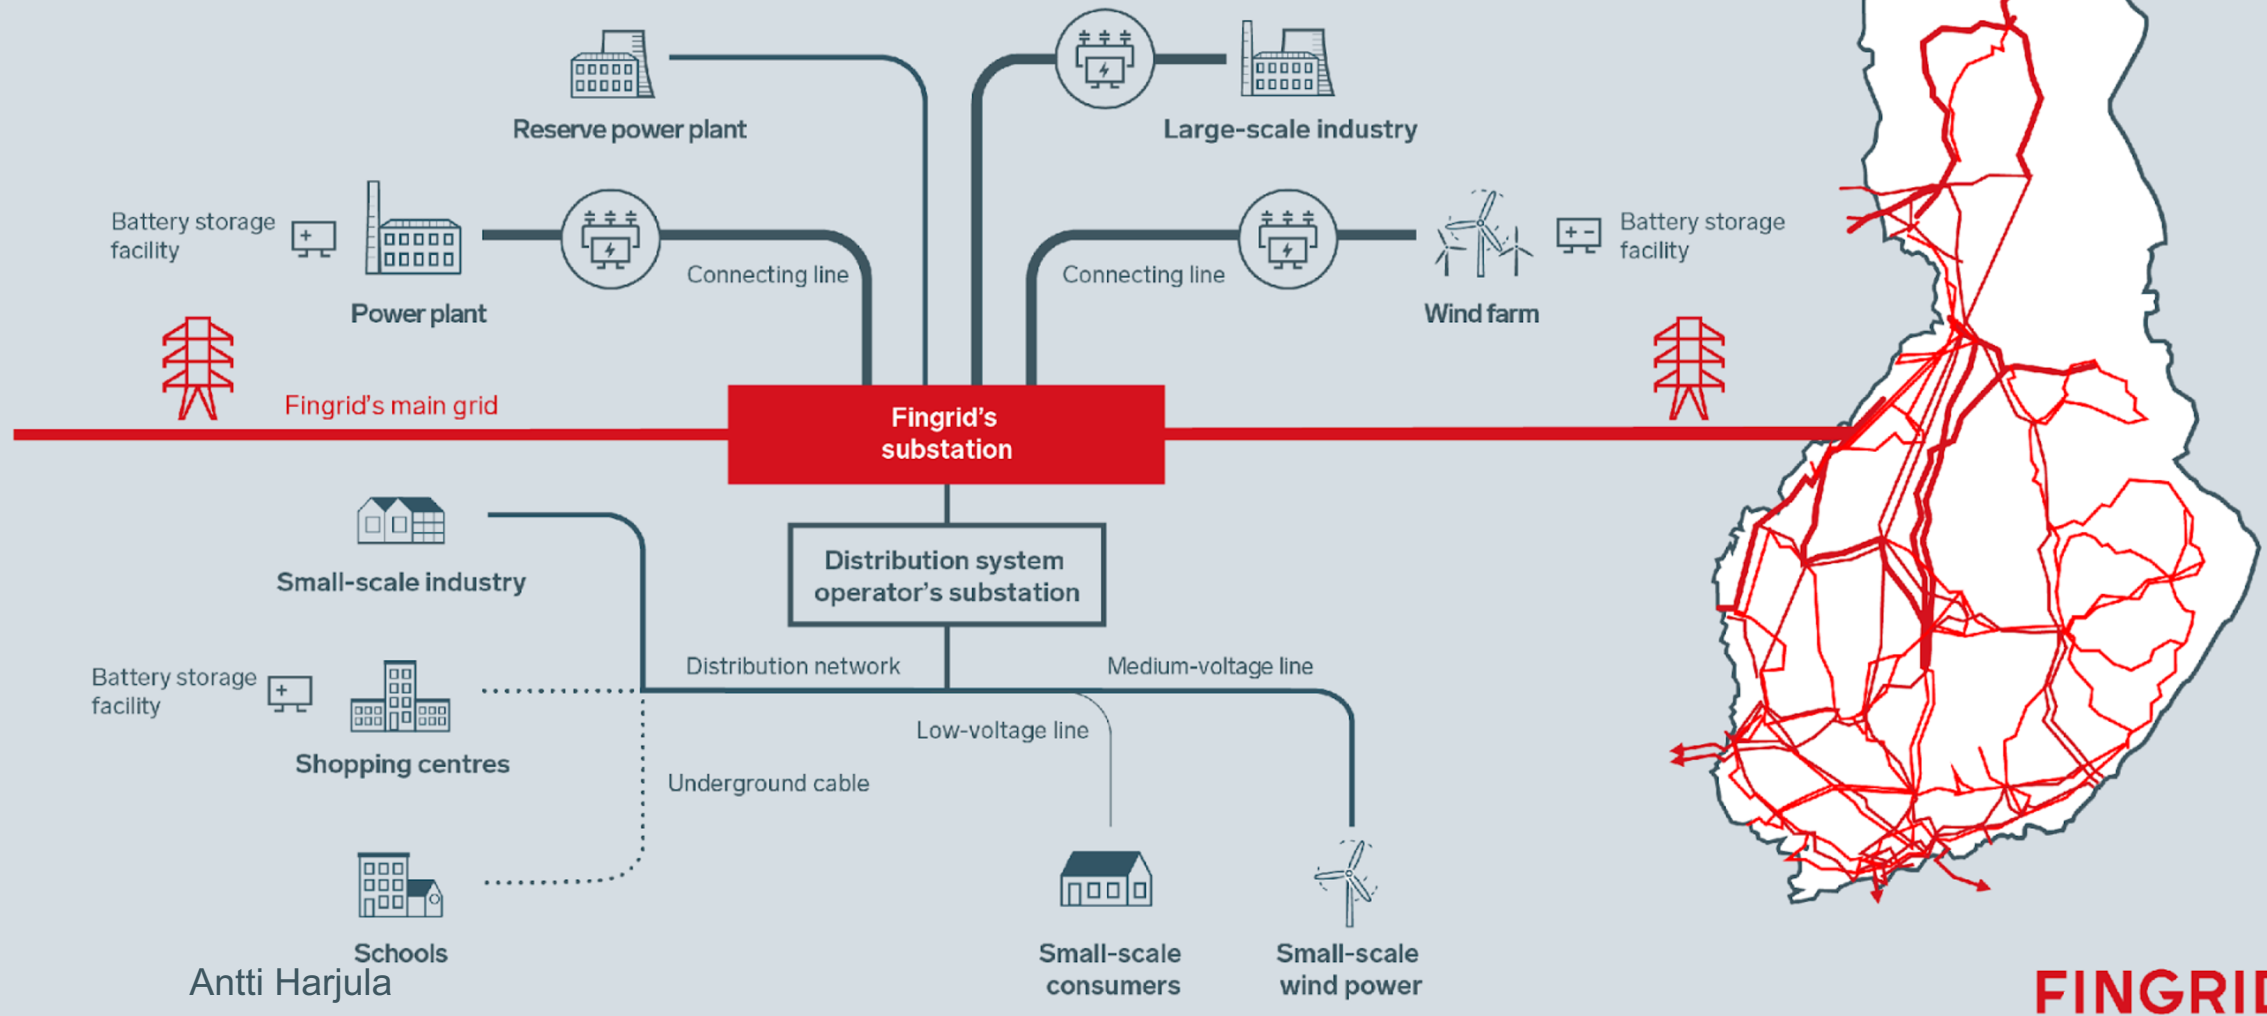 Reserve power plant
Large-scale industry
Battery storage
facility
Power plant
Connecting line
Connecting line
Wind farm
Battery storage
facility
Fingrid's main grid
Fingrid's
substation
Small-scale industry
Distribution system
operator's substation
Distribution network
Medium-voltage line
Battery storage
facility
Shopping centres
Low-voltage line
Underground cable
Schools
Small-scale
consumers
Small-scale
wind power
Antti Harjula
FINGRID